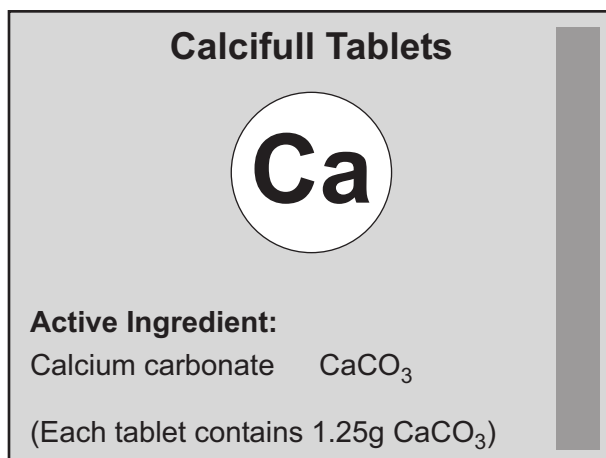 Calcifull Tablets
Ca
Active Ingredient:
Calcium carbonate CaCO₃
(Each tablet contains 1.25g CaCO₃)